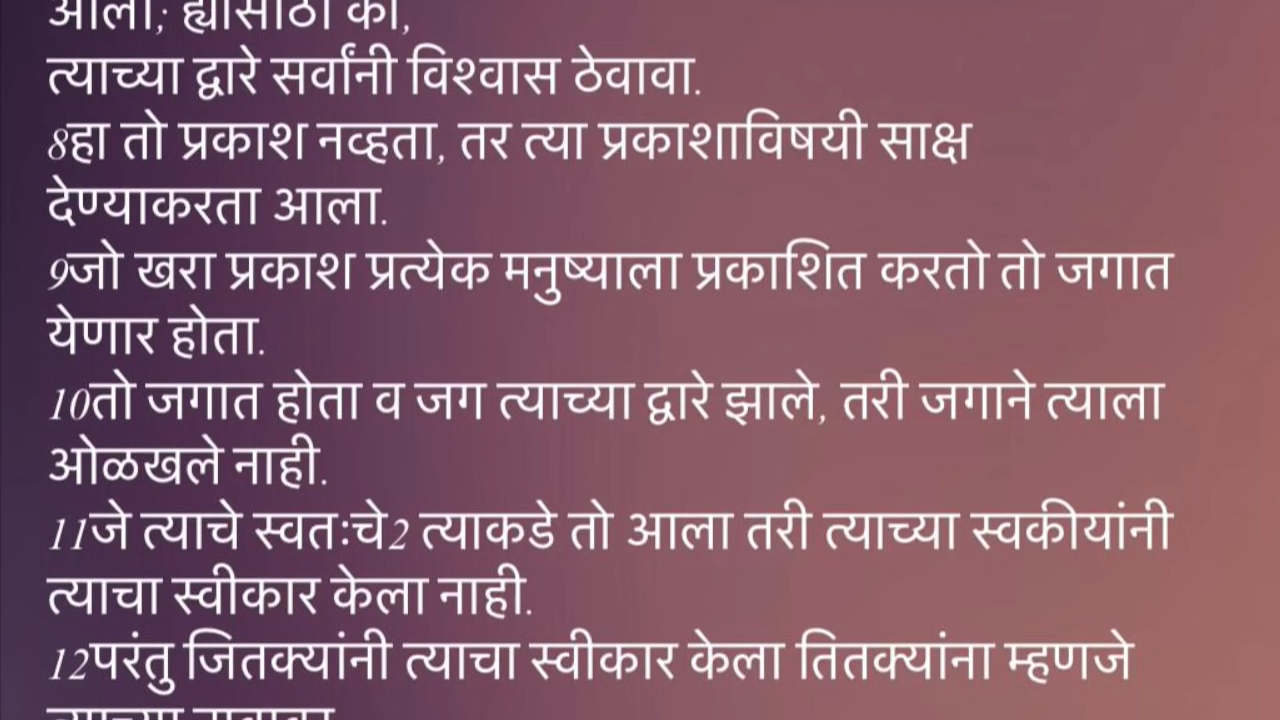 आला; ह्यासाठी की,
त्याच्या द्वारे सर्वांनी विश्वास ठेवावा.
8हा तो प्रकाश नव्हता, तर त्या प्रकाशाविषयी साक्ष
देण्याकरता आला.
9जो खरा प्रकाश प्रत्येक मनुष्याला प्रकाशित करतो तो जगात
येणार होता.
10तो जगात होता व जग त्याच्या द्वारे झाले, तरी जगाने त्याला
ओळखले नाही.
11जे त्याचे स्वतःचे2 त्याकडे तो आला तरी त्याच्या स्वकीयांनी
त्याचा स्वीकार केला नाही.
12परंतु जितक्यांनी त्याचा स्वीकार केला तितक्यांना म्हणजे